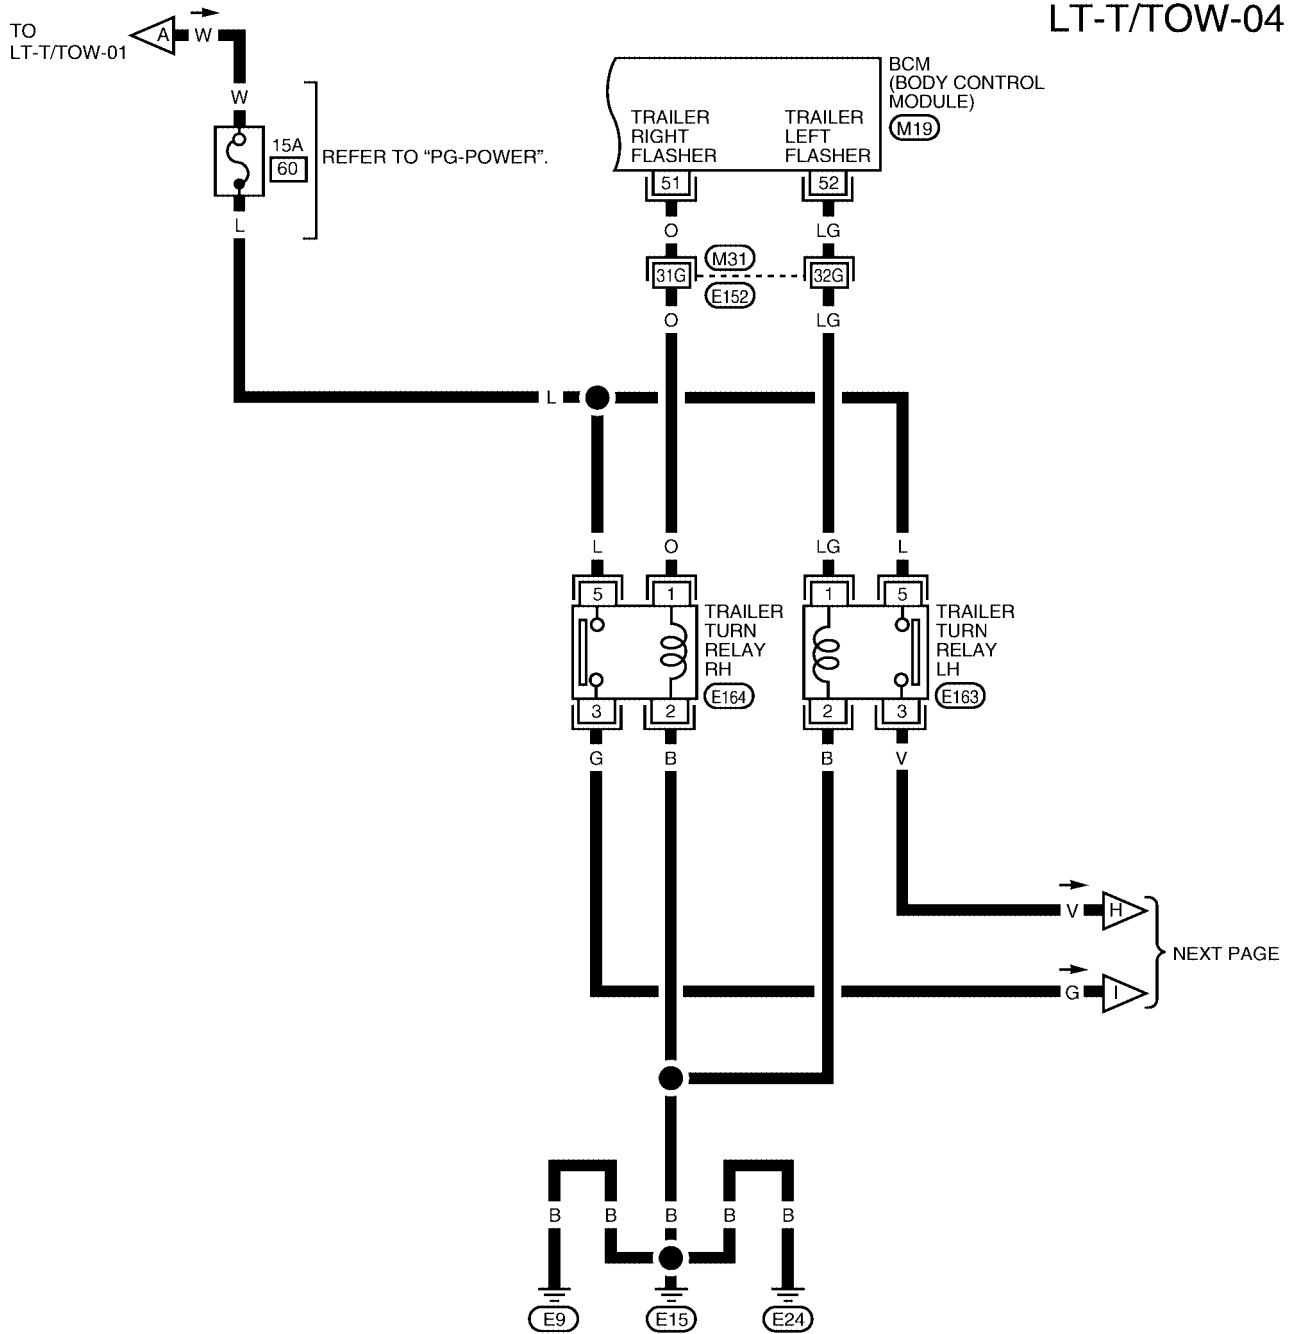 LT-T/TOW-04
TO
LT-T/TOW-01
A
W
W
15A
60
REFER TO “PG-POWER”.
L
BCM
(BODY CONTROL
MODULE)
M19
TRAILER
RIGHT
FLASHER
TRAILER
LEFT
FLASHER
51
52
O
LG
31G
M31
E152
32G
O
LG
L
L
O
LG
L
5
1
1
5
TRAILER
TURN
RELAY
RH
E164
TRAILER
TURN
RELAY
LH
E163
3
2
2
3
G
B
B
V
V
H
NEXT PAGE
G
I
B
B
B
B
B
E9
E15
E24